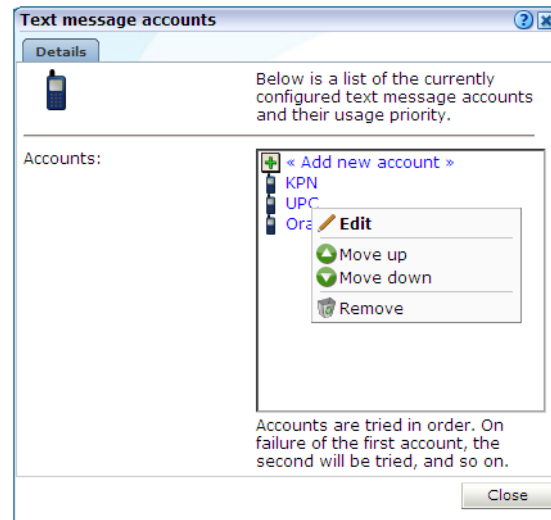 Text message accounts
Details
Below is a list of the currently
configured text message accounts
and their usage priority.
Accounts:
« Add new account »
KPN
UPC
Ora
Edit
Move up
Move down
Remove
Accounts are tried in order. On
failure of the first account, the
second will be tried, and so on.
Close